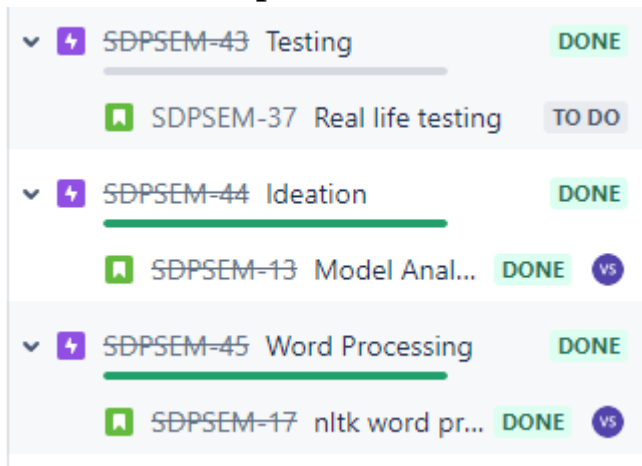 SDPSEM-43 Testing DONE
SDPSEM-37 Real life testing TO DO
SDPSEM-44 Ideation DONE
SDPSEM-13 Model Anal... DONE VS
SDPSEM-45 Word Processing DONE
SDPSEM-17 nltk word pr... DONE VS